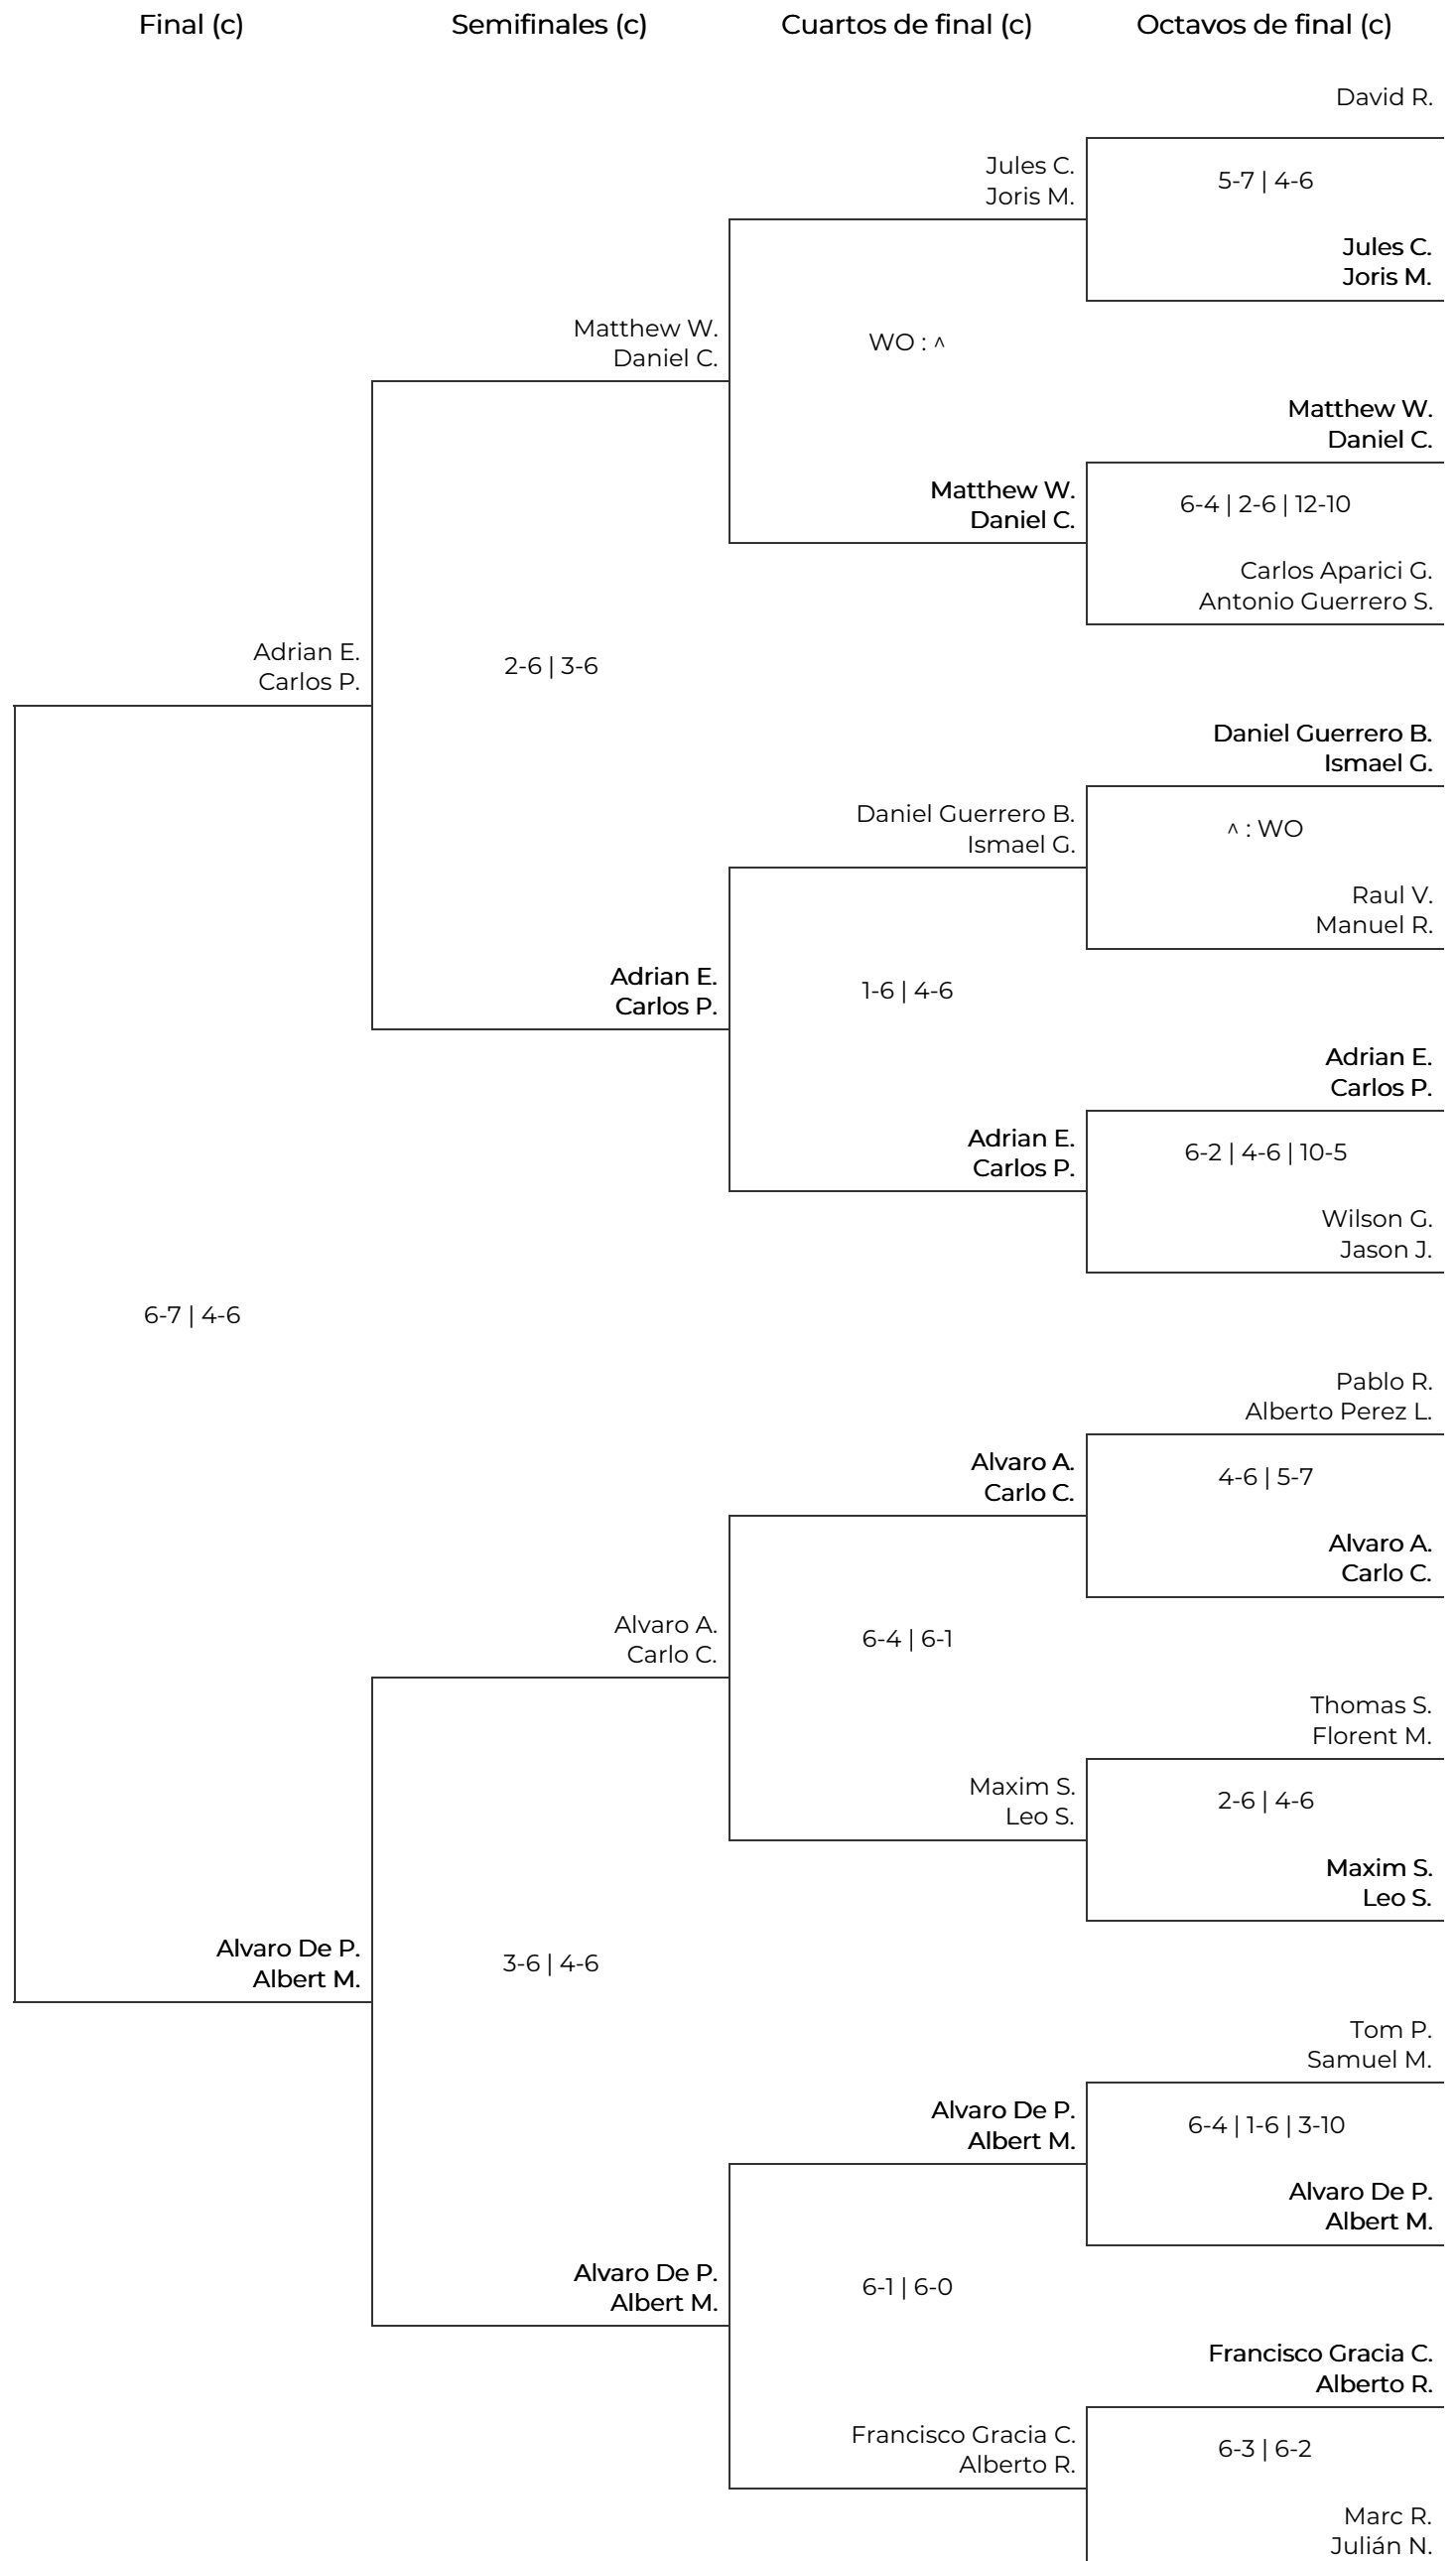 Final (c)
Semifinales (c)
Cuartos de final (c)
Octavos de final (c)
David R.
Jules C.
Joris M.
5-7 | 4-6
Jules C.
Joris M.
Matthew W.
Daniel C.
WO : ^
Matthew W.
Daniel C.
Matthew W.
Daniel C.
6-4 | 2-6 | 12-10
Carlos Aparici G.
Antonio Guerrero S.
Adrian E.
Carlos P.
2-6 | 3-6
Daniel Guerrero B.
Ismael G.
Daniel Guerrero B.
Ismael G.
^ : WO
Raul V.
Manuel R.
Adrian E.
Carlos P.
1-6 | 4-6
Adrian E.
Carlos P.
Adrian E.
Carlos P.
6-2 | 4-6 | 10-5
Wilson G.
Jason J.
6-7 | 4-6
Pablo R.
Alberto Perez L.
Alvaro A.
Carlo C.
4-6 | 5-7
Alvaro A.
Carlo C.
Alvaro A.
Carlo C.
6-4 | 6-1
Thomas S.
Florent M.
Maxim S.
Leo S.
2-6 | 4-6
Maxim S.
Leo S.
Alvaro De P.
Albert M.
3-6 | 4-6
Tom P.
Samuel M.
Alvaro De P.
Albert M.
6-4 | 1-6 | 3-10
Alvaro De P.
Albert M.
Alvaro De P.
Albert M.
6-1 | 6-0
Francisco Gracia C.
Alberto R.
Francisco Gracia C.
Alberto R.
6-3 | 6-2
Marc R.
Julián N.